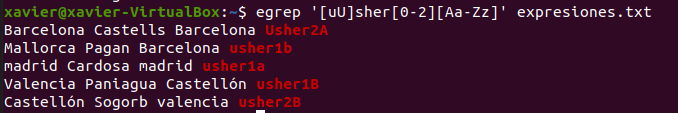 xavier@xavier-VirtualBox:~$ egrep '[uU]sher[0-2][Aa-Zz]' expresiones.txt
Barcelona Castells Barcelona Usher2A
Mallorca Pagan Barcelona usher1b
madrid Cardosa madrid usher1a
Valencia Paniagua Castellón usher1B
Castellón Sogorb valencia usher2B